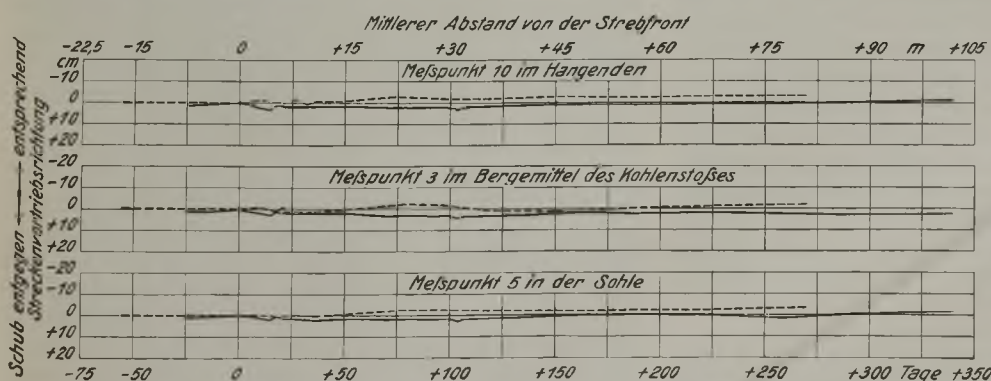 Mittlerer Abstand von der Strebfront
-22,5 -15 0 +15 +30 +45 +60 +75 +90 m +105
cm
Schub entgegen ← → entsprechend
Streckenvortriebsrichtung
Meſspunkt 10 im Hangenden
-10
0
+10
+20
Meſspunkt 3 im Bergemittel des Kohlenstoſses
-20
-10
0
+10
+20
Meſspunkt 5 in der Sohle
-20
-10
0
+10
+20
-75 -50 0 +50 +100 +150 +200 +250 +300 Tage +350